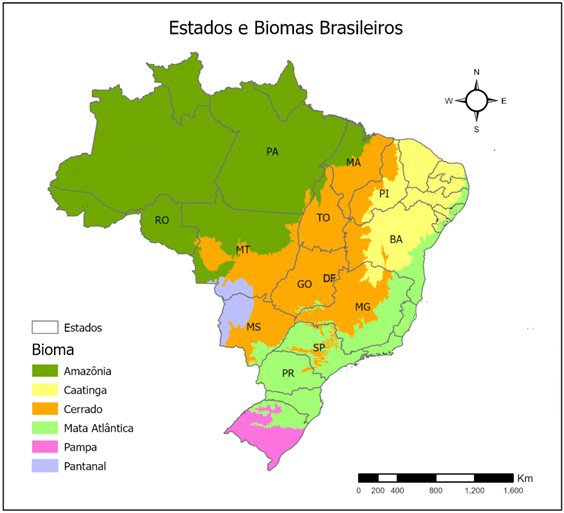 Estados e Biomas Brasileiros
N
W E
S
PA
MA
PI
RO
TO
BA
MT
DF
GO
MG
MS
SP
PR
Estados
Bioma
Amazônia
Caatinga
Cerrado
Mata Atlântica
Pampa
Pantanal
Km
0 200 400 800 1,200 1,600